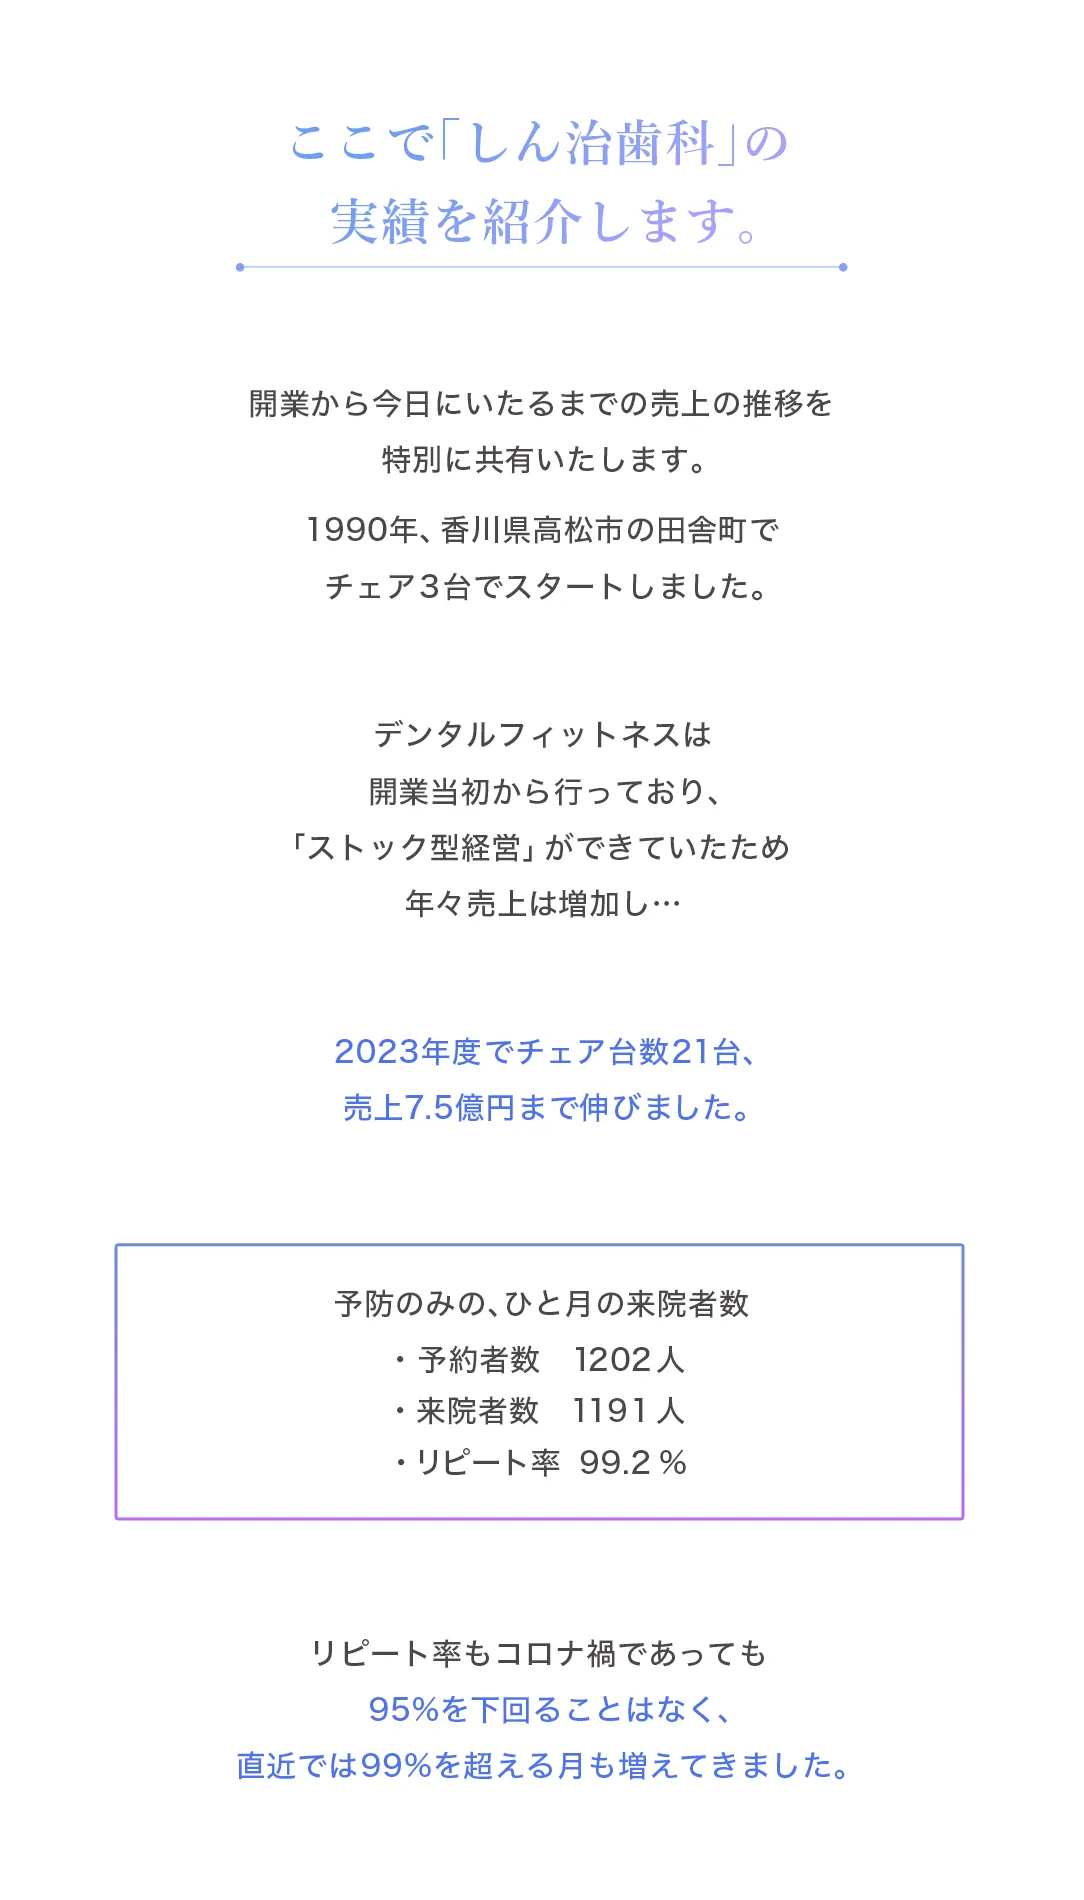 ここで「しん治歯科」の
実績を紹介します。
開業から今日にいたるまでの売上の推移を
特別に共有いたします。
1990年、香川県高松市の田舎町で
チェア3台でスタートしました。
デンタルフィットネスは
開業当初から行っており、
「ストック型経営」ができていたため
年々売上は増加し…
2023年度でチェア台数21台、
売上7.5億円まで伸びました。
予防のみの、ひと月の来院者数
・予約者数　1202人
・来院者数　1191人
・リピート率 99.2%
リピート率もコロナ禍であっても
95%を下回ることはなく、
直近では99%を超える月も増えてきました。